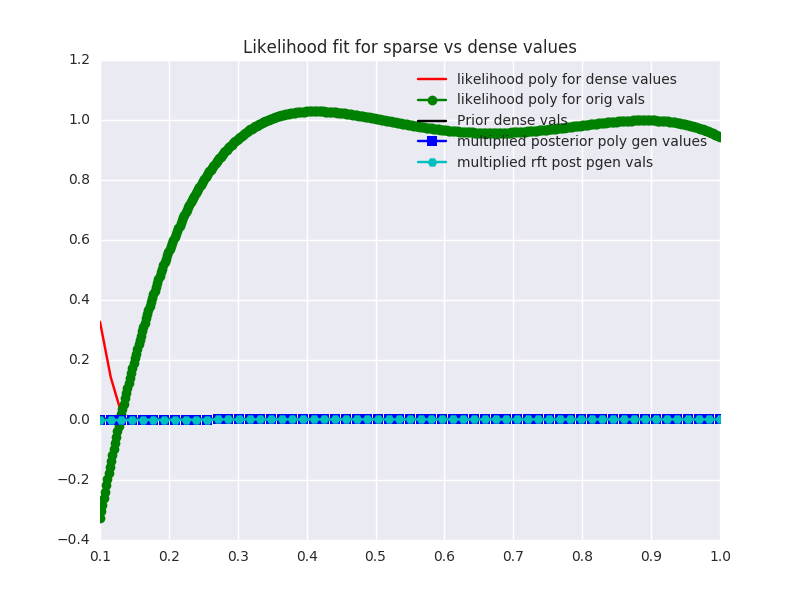 Likelihood fit for sparse vs dense values
1.2
1.0
0.8
0.6
0.4
0.2
0.0
−0.2
−0.4
likelihood poly for dense values
likelihood poly for orig vals
Prior dense vals
multiplied posterior poly gen values
multiplied rft post pgen vals
0.1 0.2 0.3 0.4 0.5 0.6 0.7 0.8 0.9 1.0